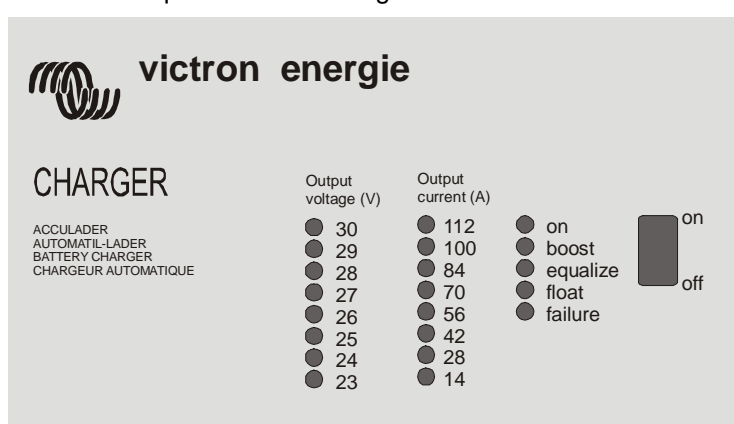 victron energie
CHARGER
ACCULADER
AUTOMATIL-LADER
BATTERY CHARGER
CHARGEUR AUTOMATIQUE
Output
voltage (V)
30
29
28
27
26
25
24
23
Output
current (A)
112
100
84
70
56
42
28
14
on
boost
equalize
float
failure
on
off